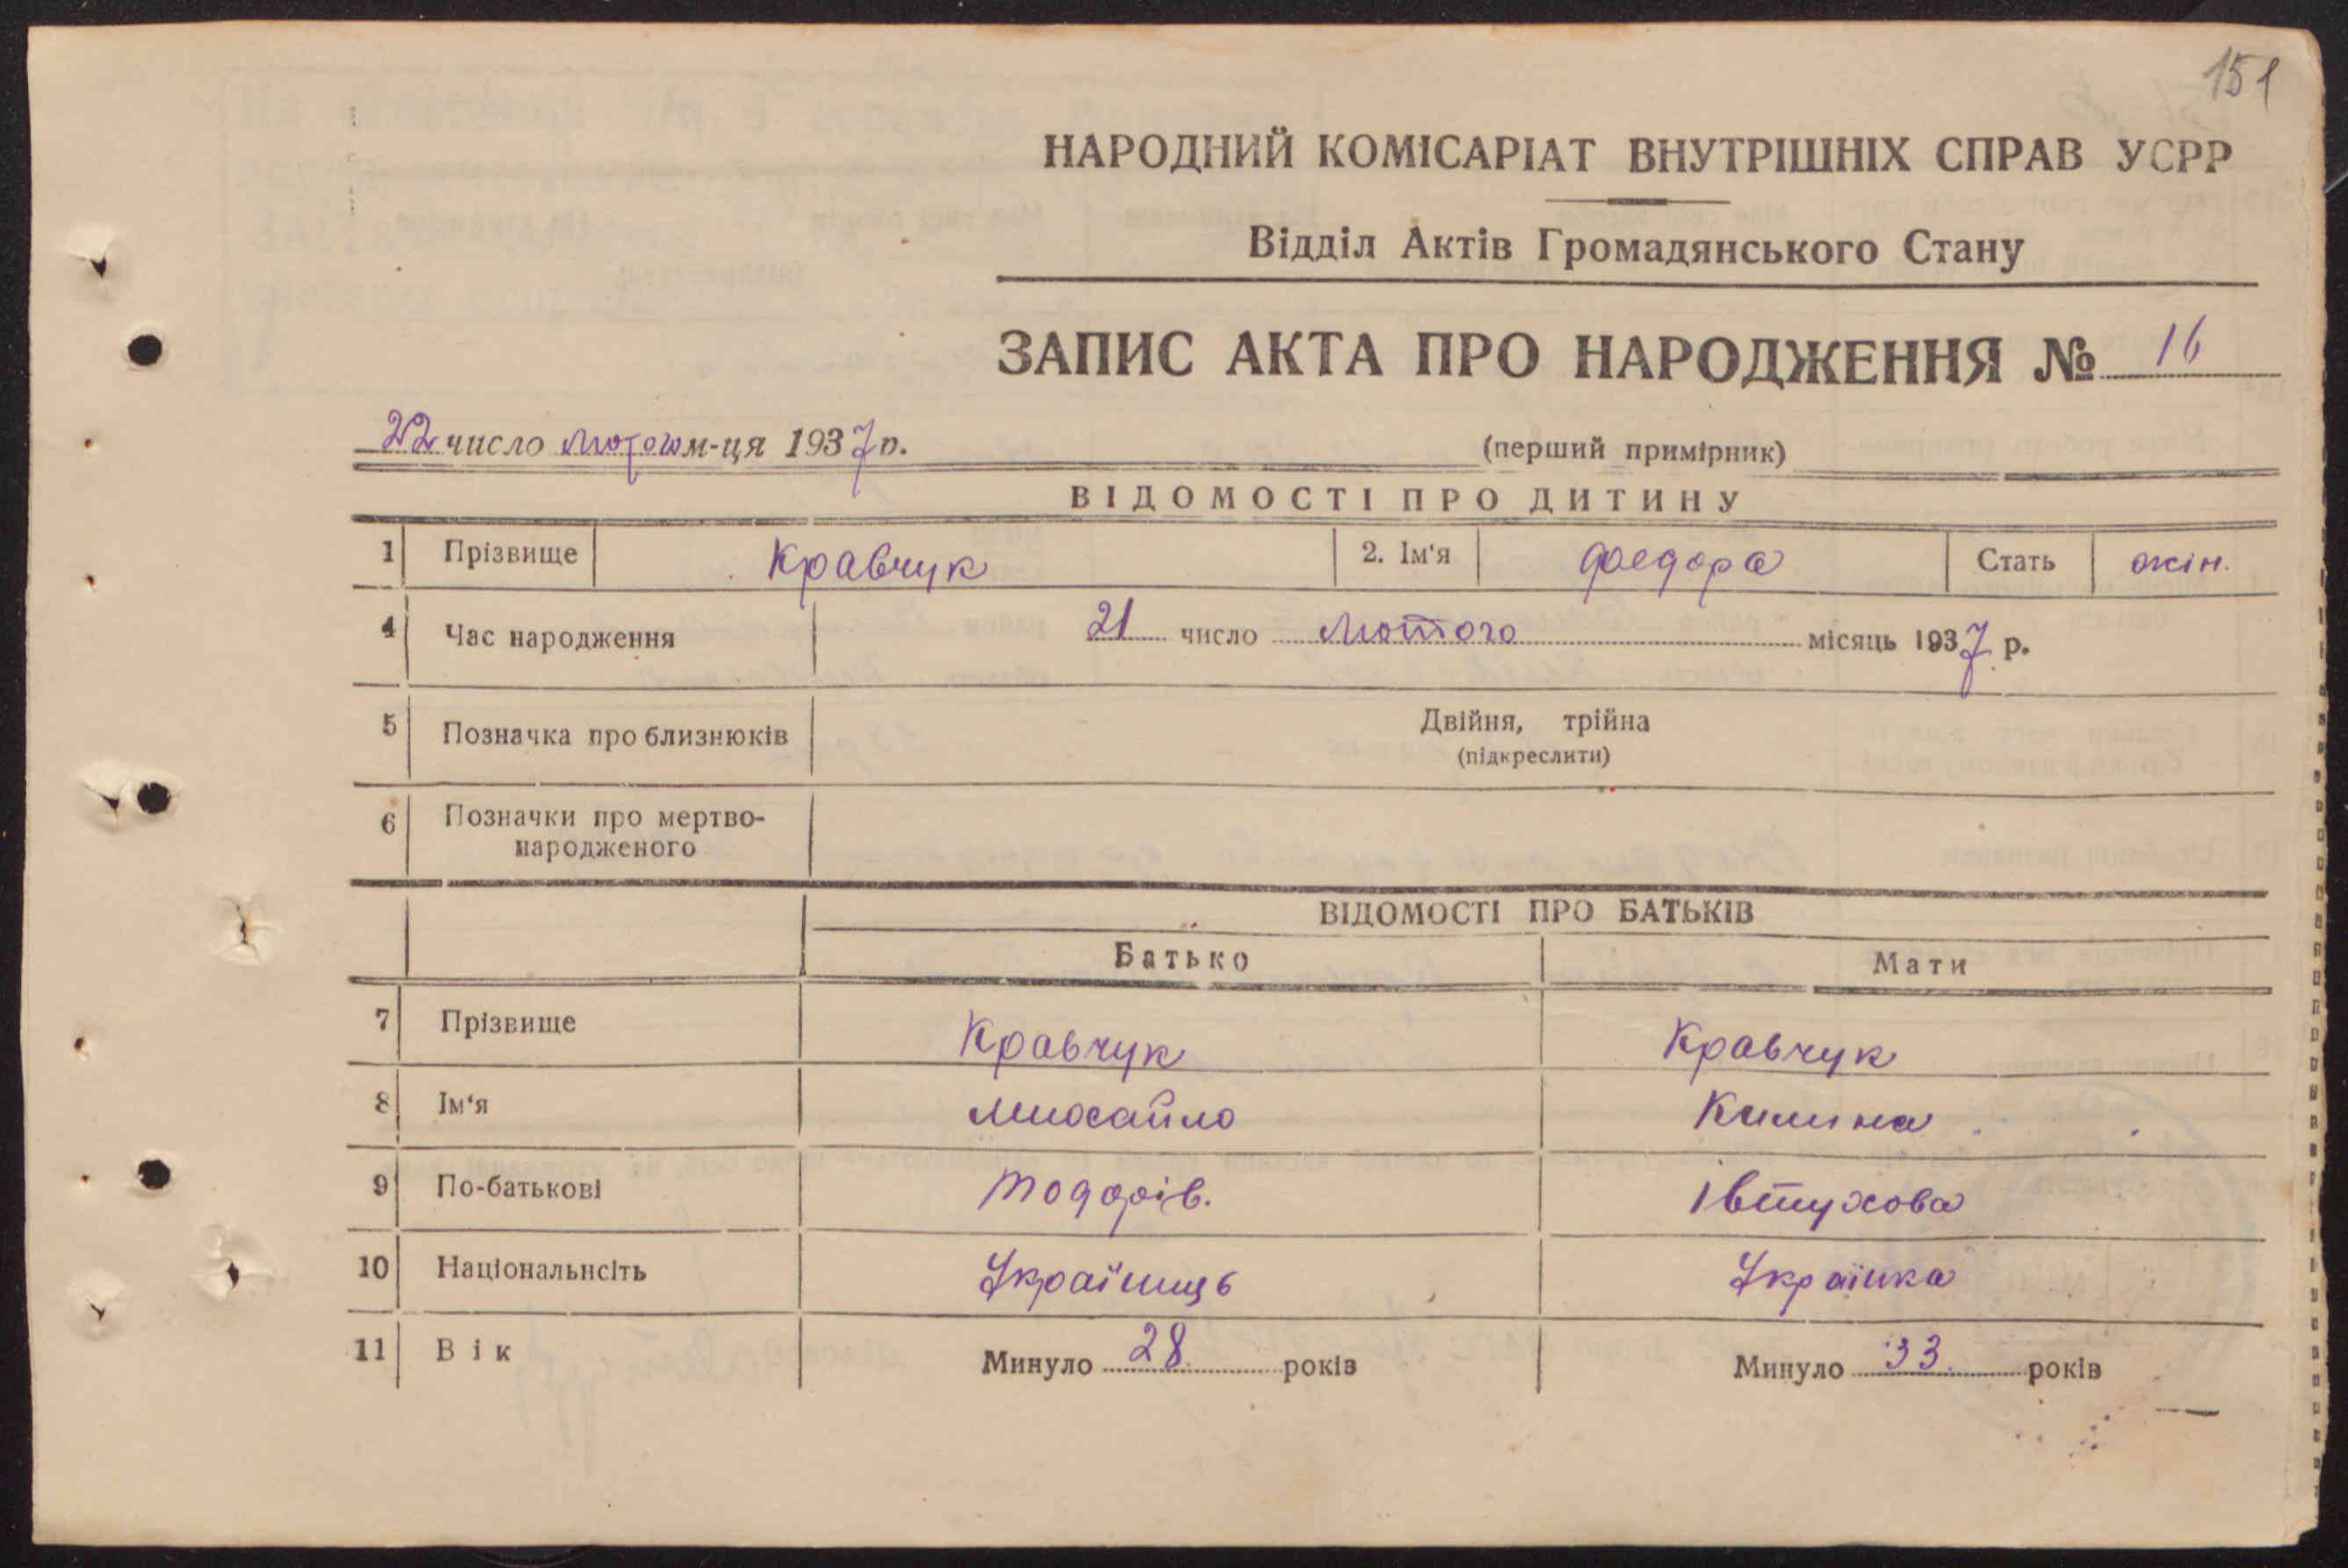 151
НАРОДНИЙ КОМІСАРІАТ ВНУТРІШНІХ СПРАВ УСРР
Відділ Актів Громадянського Стану
ЗАПИС АКТА ПРО НАРОДЖЕННЯ № 16
22 число лютого м-ця 1937 р.
(перший примірник)
ВІДОМОСТІ ПРО ДИТИНУ
1 Прізвище Кравчук 2. Ім'я Федора Стать жін.
4 Час народження 21 число лютого місяць 1937 р.
5 Позначка про близнюків Двійня, трійна
(підкреслити)
6 Позначки про мертво-
народженого
ВІДОМОСТІ ПРО БАТЬКІВ
Батько Мати
7 Прізвище Кравчук Кравчук
8 Ім'я Михайло Килина
9 По-батькові Тодорів. Івтухова
10 Національнсіть Українець Українка
11 Вік Минуло 28 років Минуло 33 років